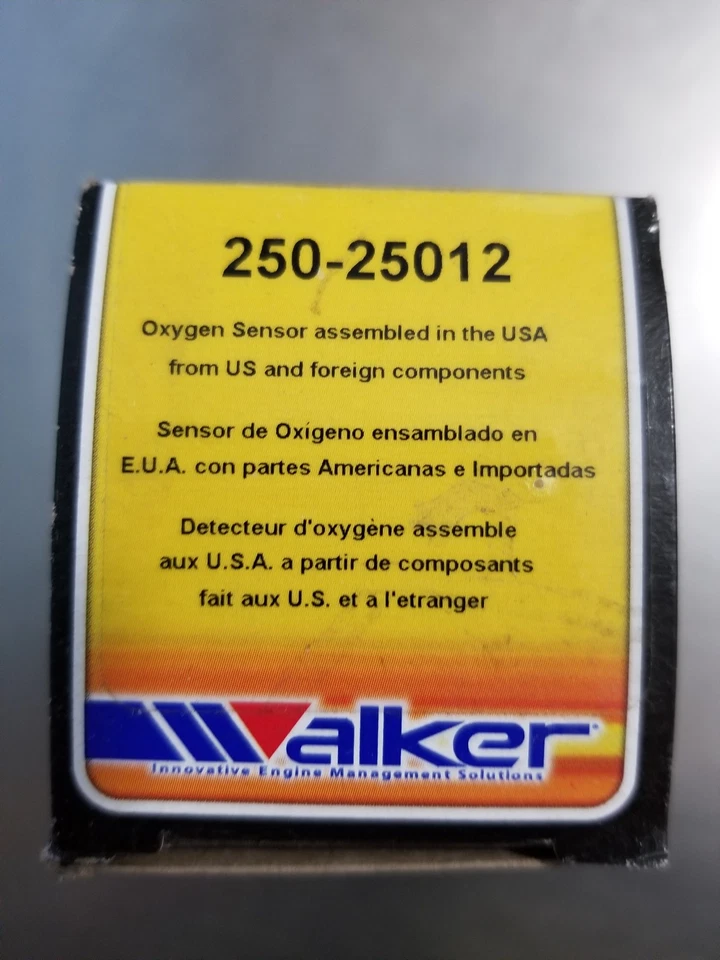 250-25012
Oxygen Sensor assembled in the USA
from US and foreign components
Sensor de Oxígeno ensamblado en
E.U.A. con partes Americanas e Importadas
Detecteur d'oxygène assemble
aux U.S.A. a partir de composants
fait aux U.S. et a l'etranger
Walker
Innovative Engine Management Solutions